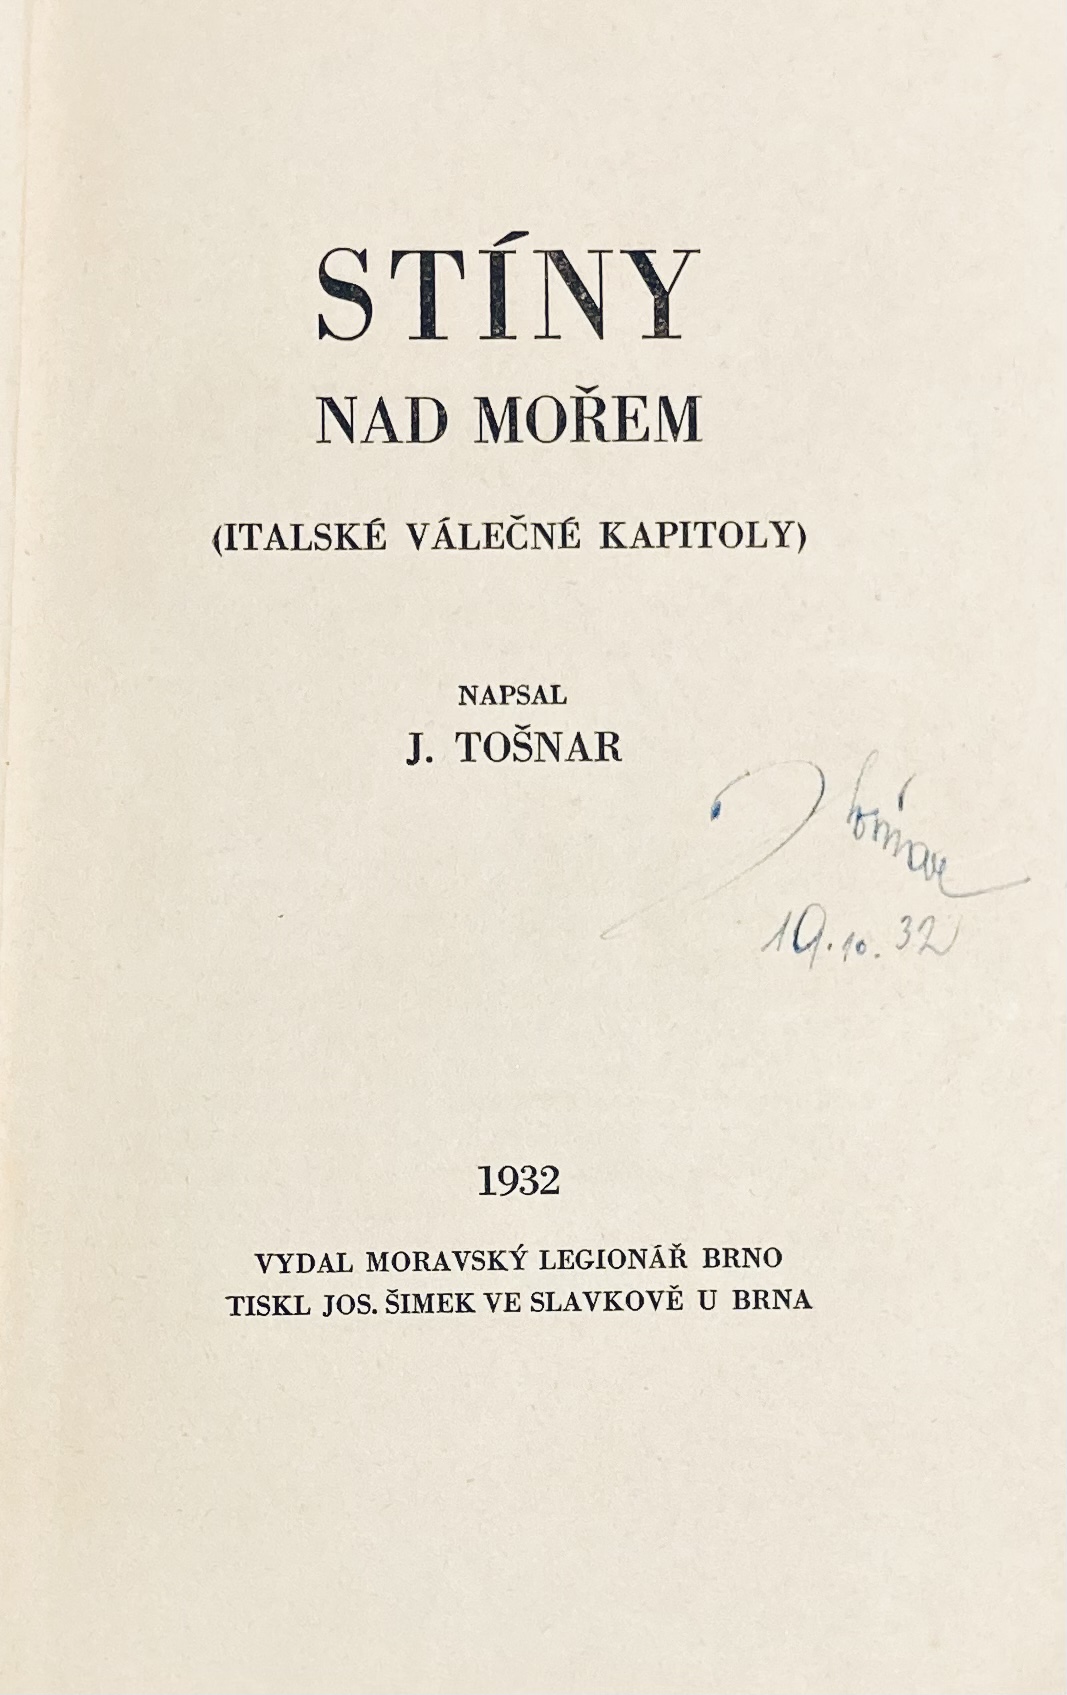 STÍNY
NAD MOŘEM
(ITALSKÉ VÁLEČNÉ KAPITOLY)
NAPSAL
J. TOŠNAR
J Tošnar
19. 10. 32
1932
VYDAL MORAVSKÝ LEGIONÁŘ BRNO
TISKL JOS. ŠIMEK VE SLAVKOVĚ U BRNA